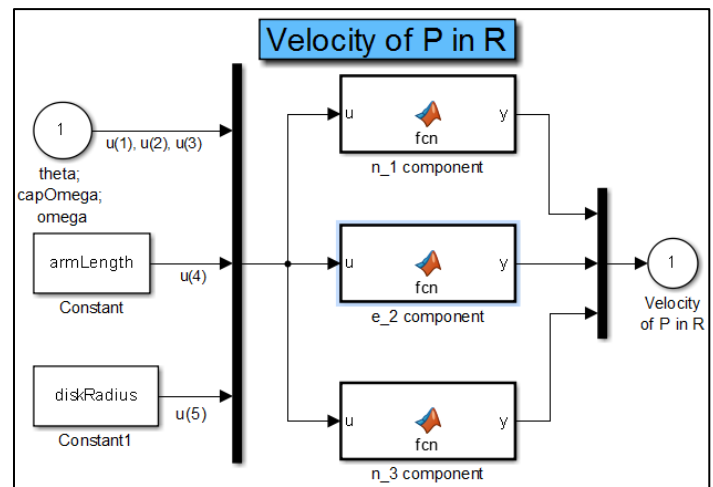 Velocity of P in R
1
u(1), u(2), u(3)
theta;
capOmega;
omega
armLength
u(4)
Constant
diskRadius
u(5)
Constant1
u
y
fcn
n_1 component
u
y
fcn
e_2 component
u
y
fcn
n_3 component
1
Velocity
of P in R